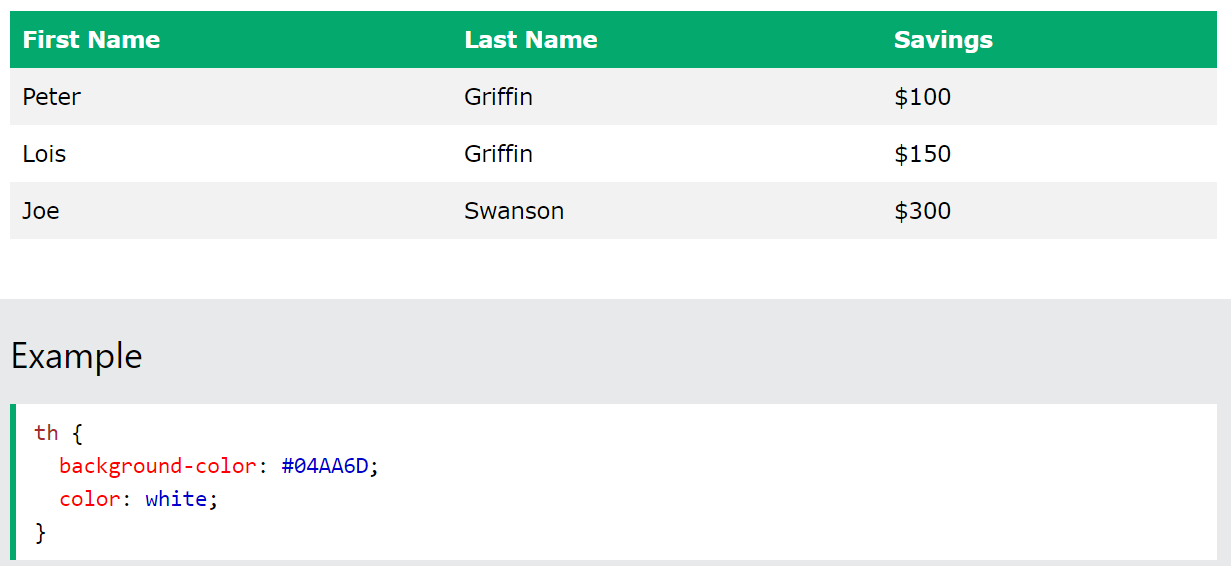 First Name Last Name Savings
Peter Griffin $100
Lois Griffin $150
Joe Swanson $300
Example
th {
  background-color: #04AA6D;
  color: white;
}